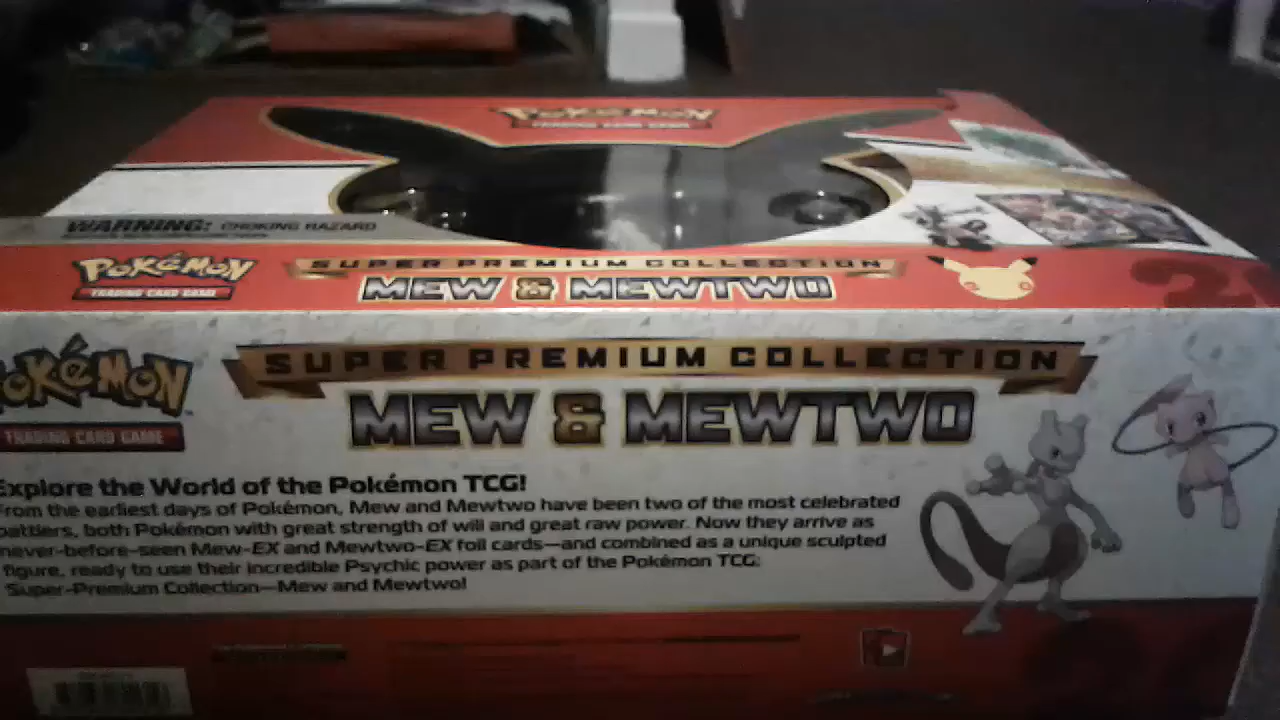 POKéMON
TRADING CARD GAME
WARNING: CHOKING HAZARD
POKéMON
TRADING CARD GAME
SUPER PREMIUM COLLECTION
MEW & MEWTWO
POKéMON
TRADING CARD GAME
SUPER PREMIUM COLLECTION
MEW & MEWTWO
Explore the World of the Pokémon TCG!
From the earliest days of Pokémon, Mew and Mewtwo have been two of the most celebrated
battlers, both Pokémon with great strength of will and great raw power. Now they arrive as
never-before-seen Mew-EX and Mewtwo-EX foil cards—and combined as a unique sculpted
figure, ready to use their incredible Psychic power as part of the Pokémon TCG:
Super-Premium Collection—Mew and Mewtwo!